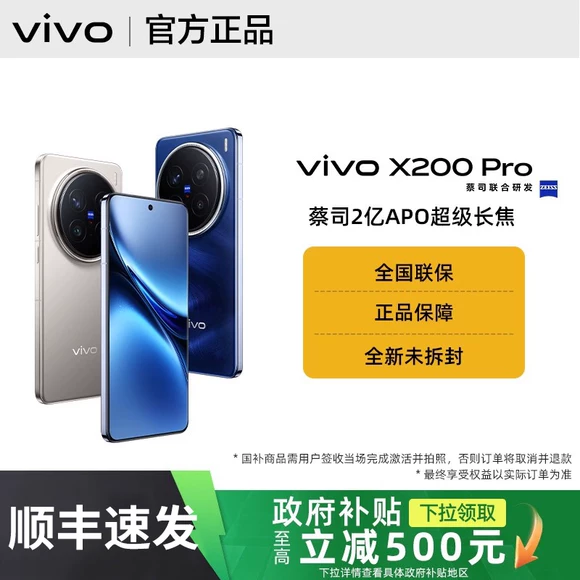 vivo 官方正品
vivo X200 Pro
蔡司联合研发 ZEISS
蔡司2亿APO超级长焦
全国联保
正品保障
全新未拆封
vivo
vivo
* 国补商品需用户签收当场完成激活并拍照，否则订单将取消并退款
* 最终享受权益以实际订单为准
顺丰速发
政府补贴 下拉领取
至高 立减500元
下拉详情查看具体政府补贴地区